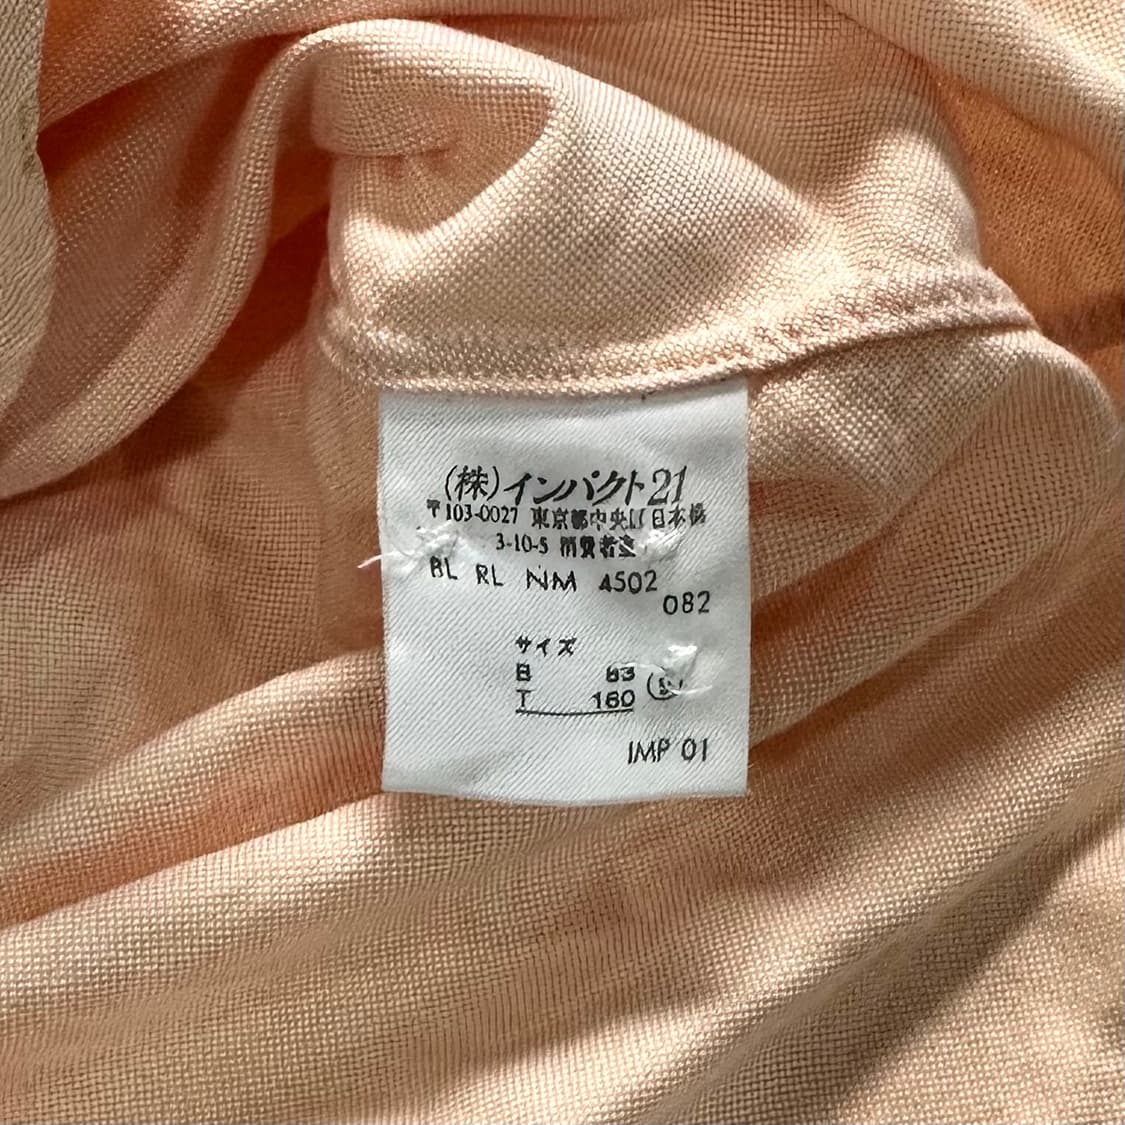 (株)インパクト21
〒103-0027 東京都中央区日本橋
3-10-5 消費者
BL RL NM 4502
082
サイズ
B 83
T 160
IMP 01